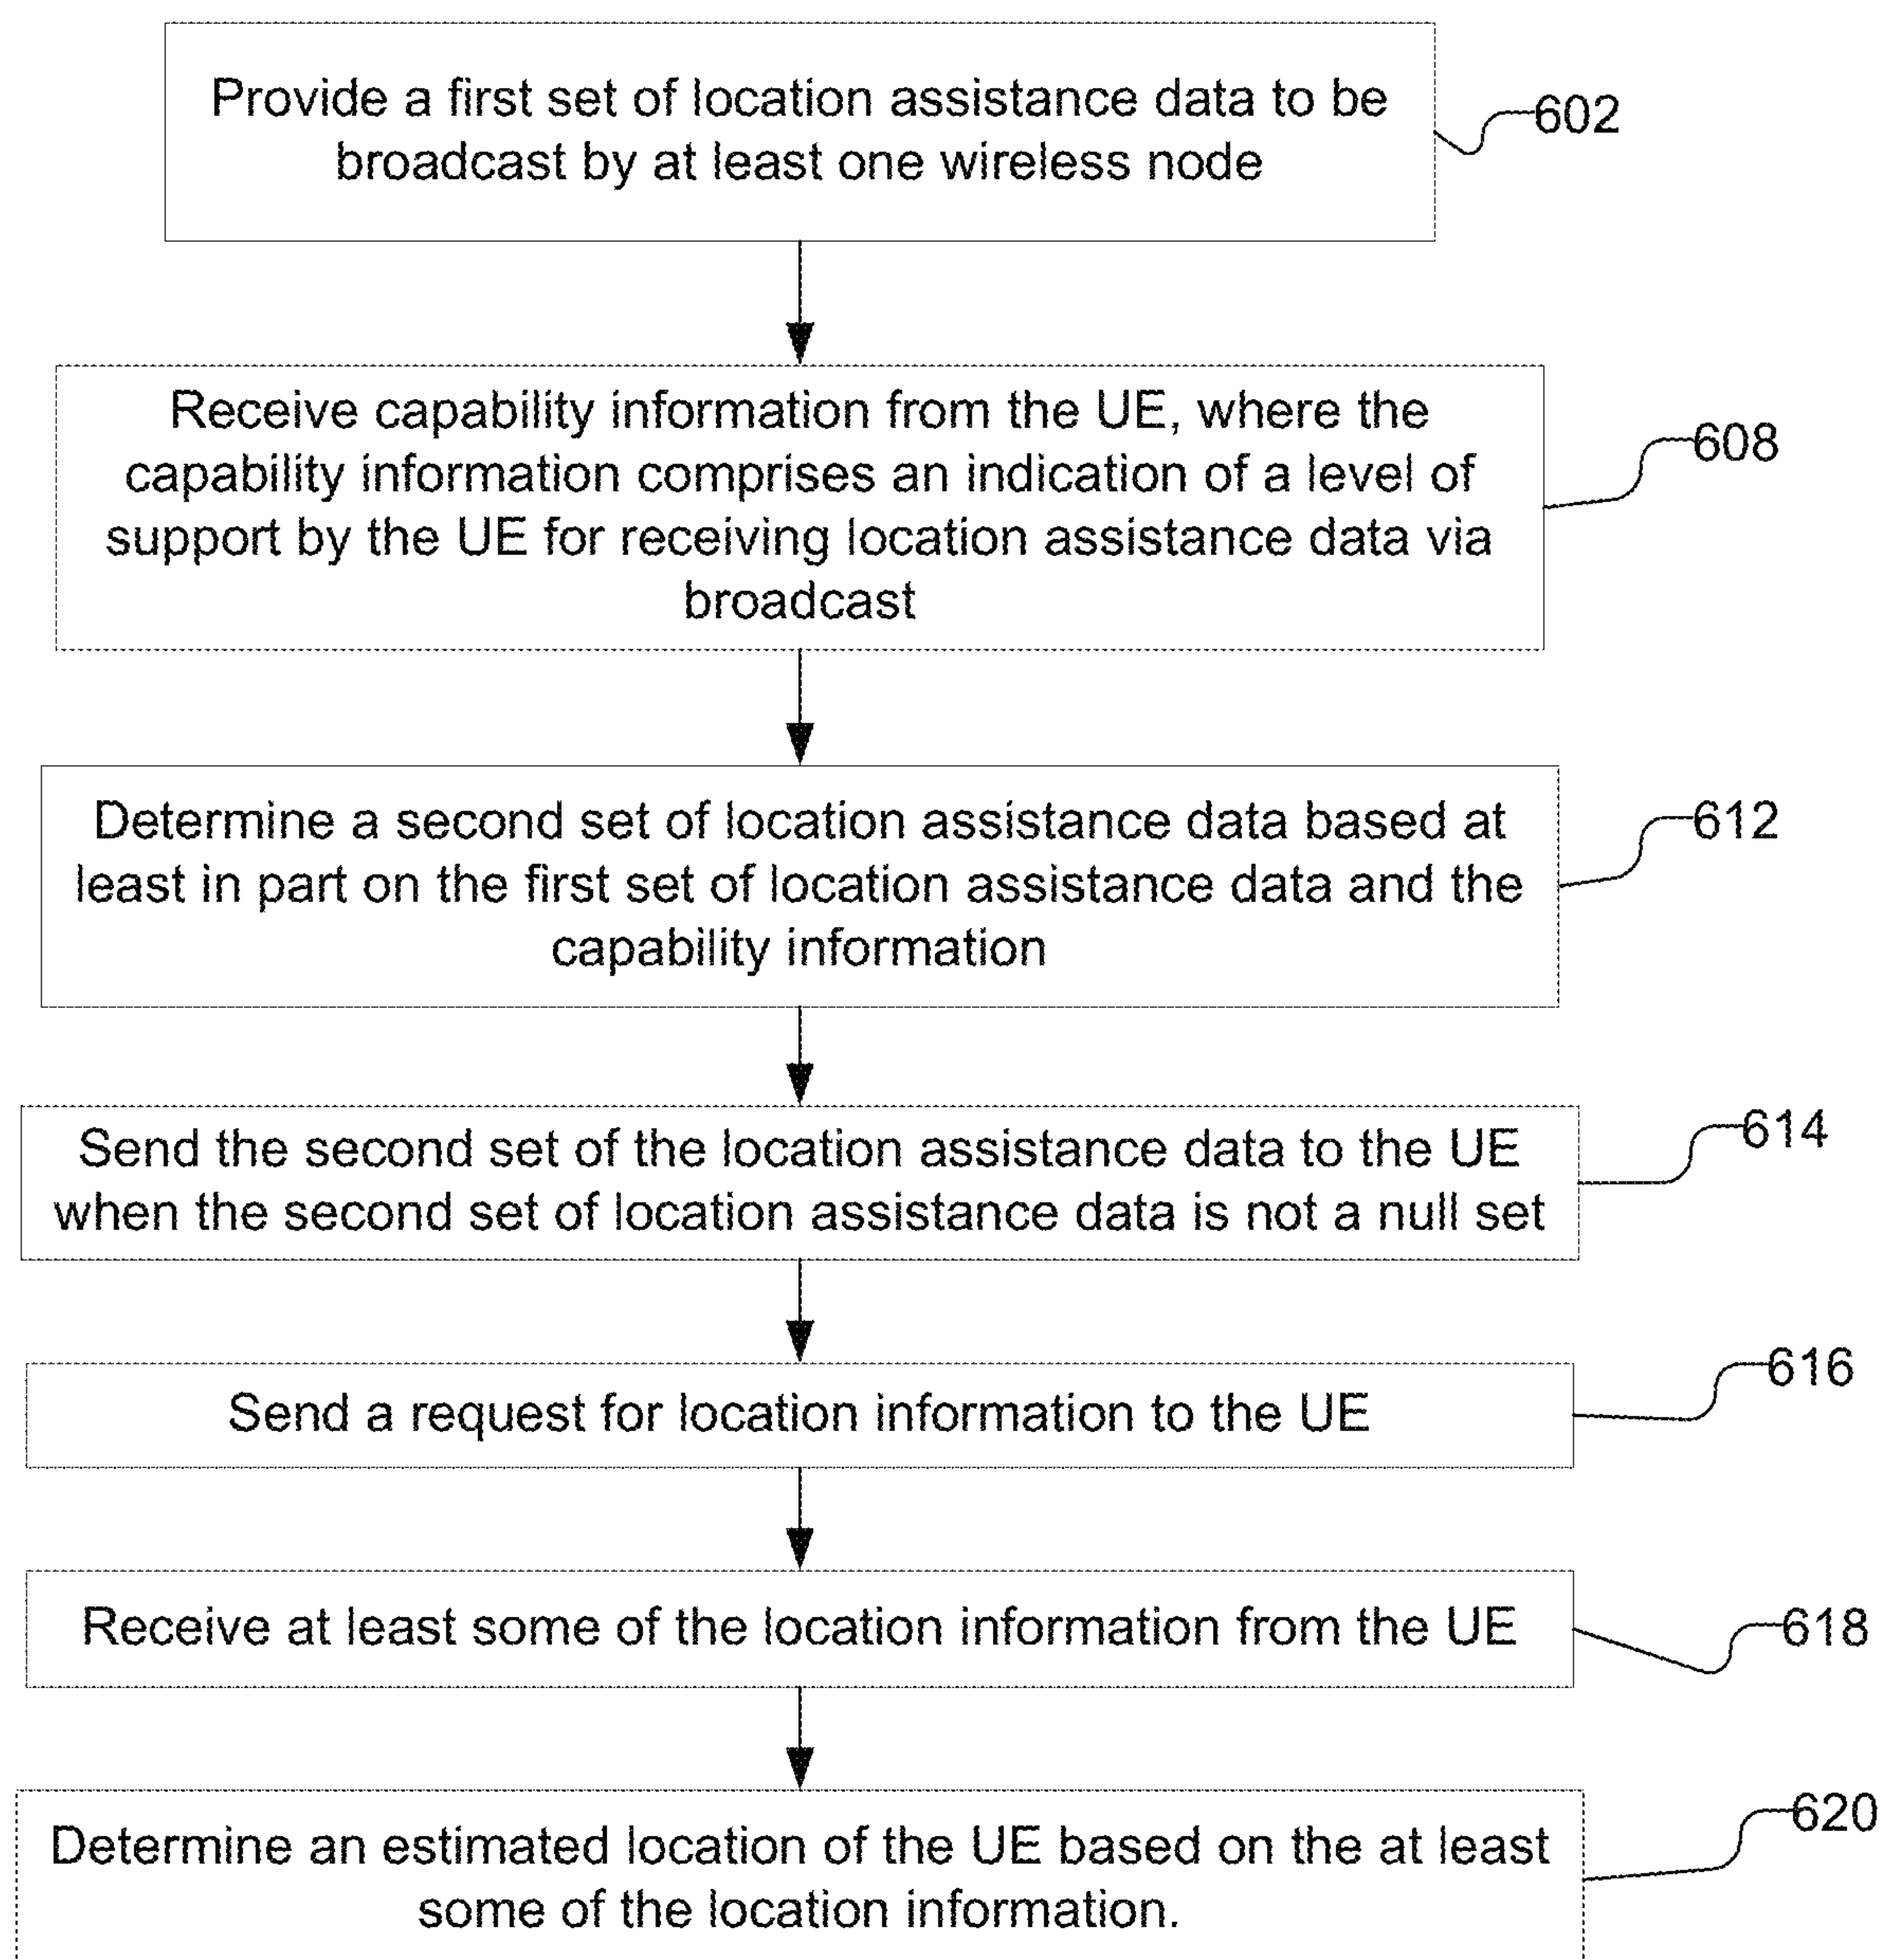 Provide a first set of location assistance data to be
broadcast by at least one wireless node
602
Receive capability information from the UE, where the
capability information comprises an indication of a level of
support by the UE for receiving location assistance data via
broadcast
608
Determine a second set of location assistance data based at
least in part on the first set of location assistance data and the
capability information
612
Send the second set of the location assistance data to the UE
when the second set of location assistance data is not a null set
614
Send a request for location information to the UE
616
Receive at least some of the location information from the UE
618
Determine an estimated location of the UE based on the at least
some of the location information.
620